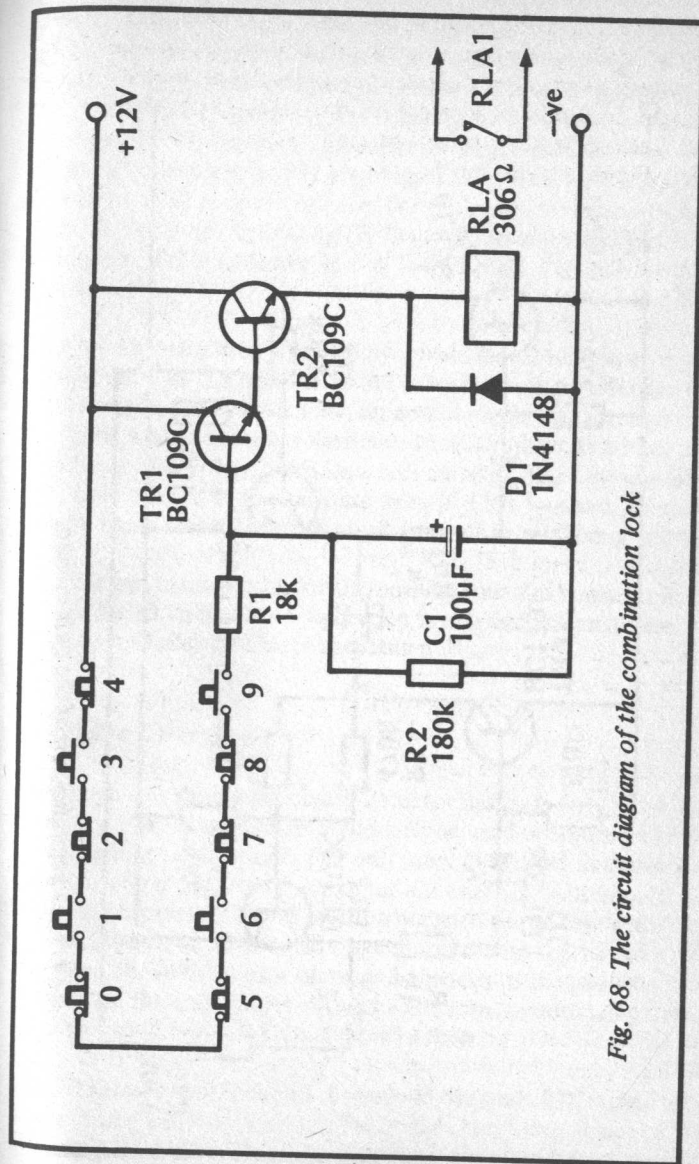 +12V
0 1 2 3 4
5 6 7 8 9
TR1
BC109C
R1
18k
TR2
BC109C
R2
180k
C1
100µF
+
D1
1N4148
RLA
306Ω
RLA1
–ve
Fig. 68. The circuit diagram of the combination lock